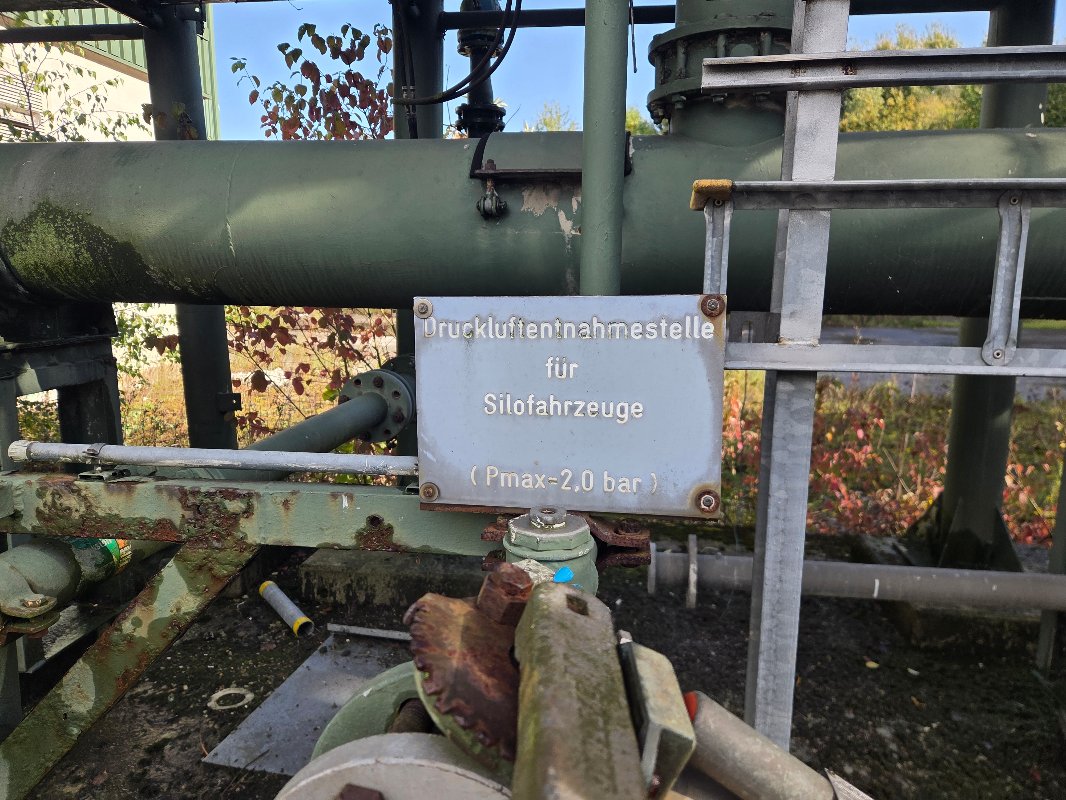 Druckluftentnahmestelle
für
Silofahrzeuge
( Pmax=2,0 bar )